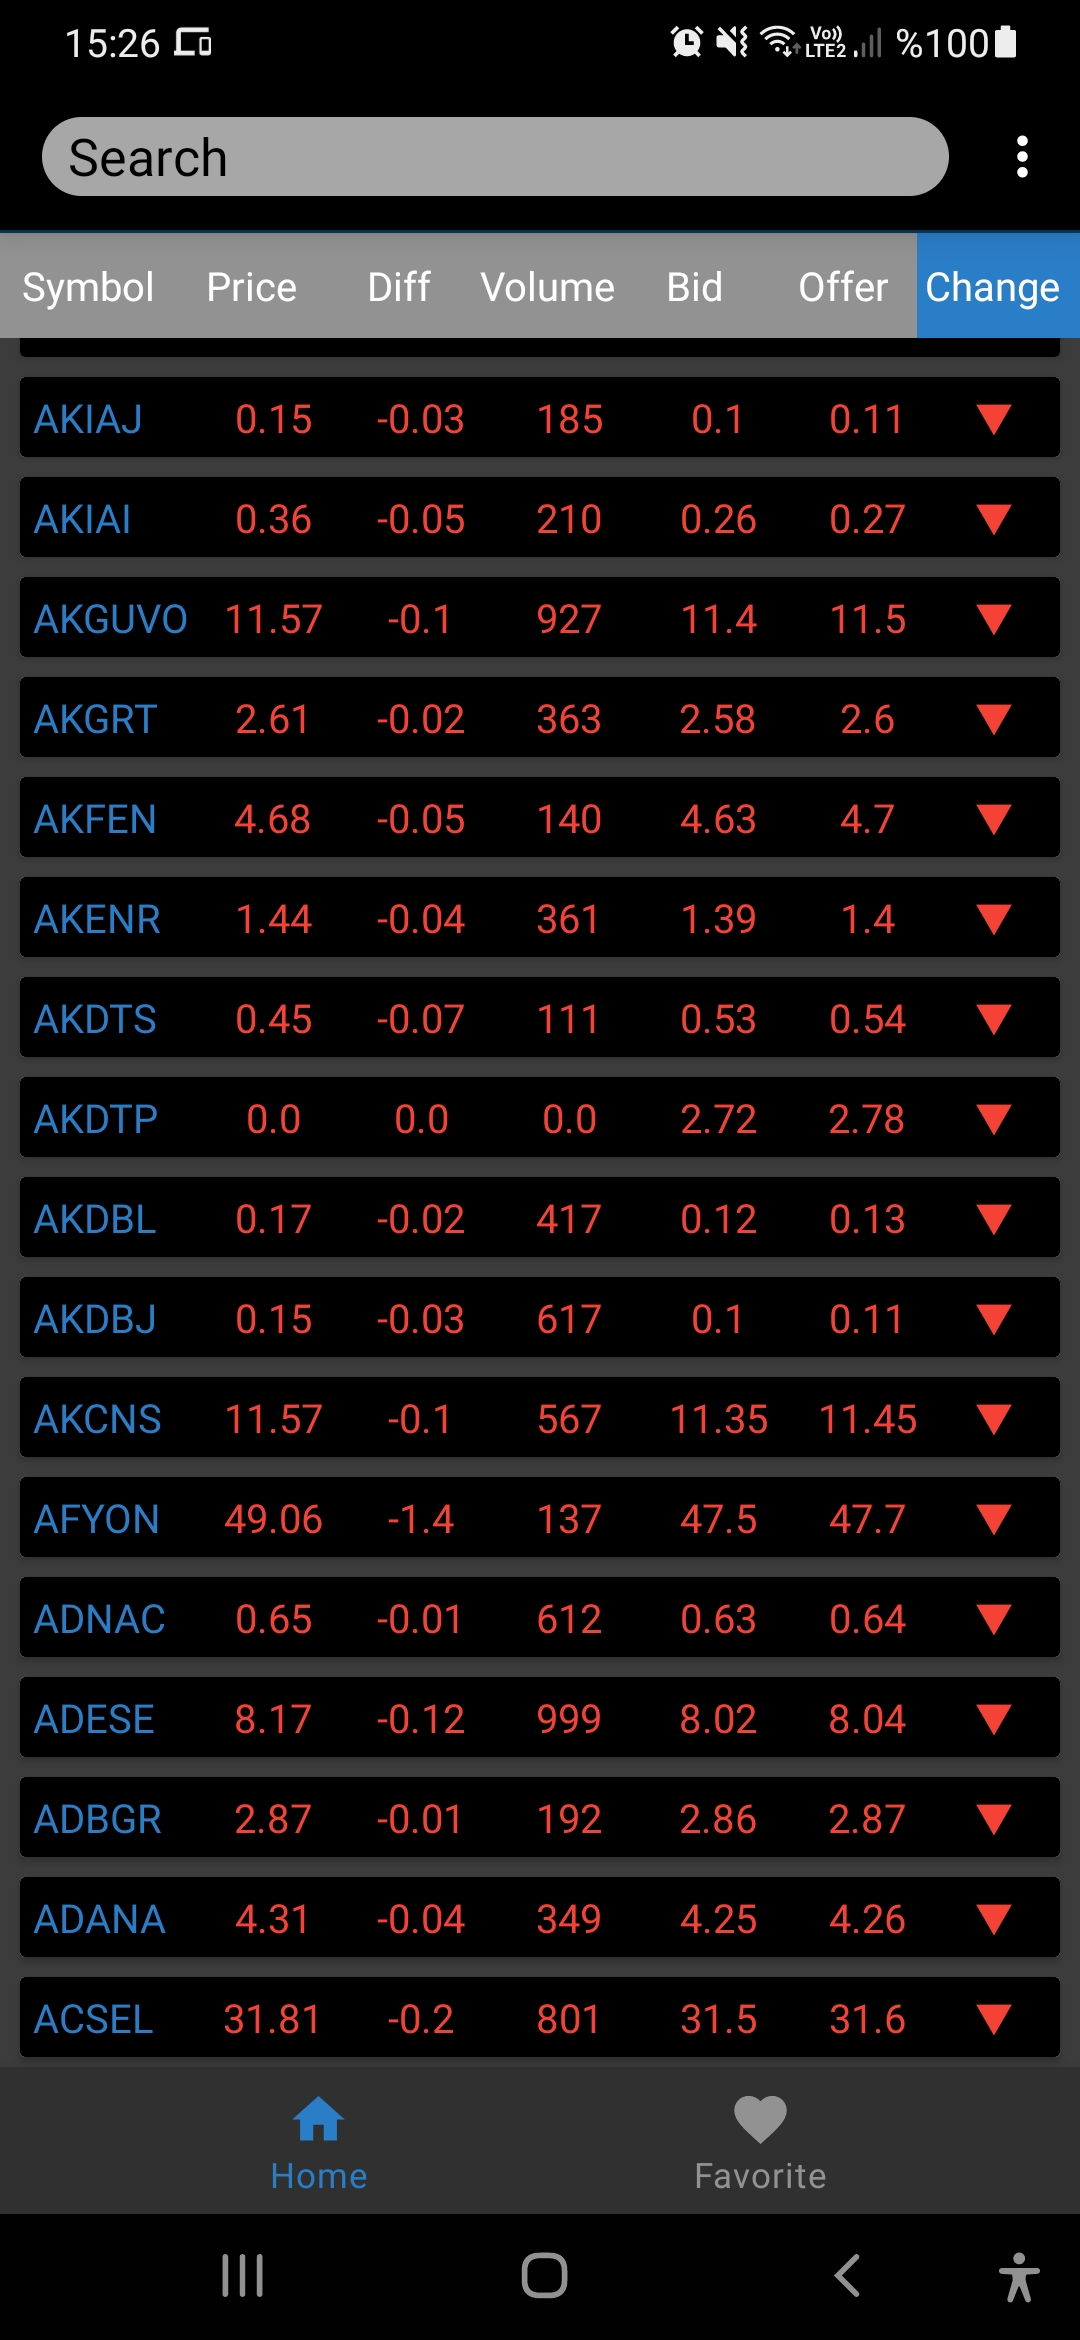 15:26 Vo)) LTE2 %100
Search
Symbol Price Diff Volume Bid Offer Change
AKIAJ 0.15 -0.03 185 0.1 0.11
AKIAI 0.36 -0.05 210 0.26 0.27
AKGUVO 11.57 -0.1 927 11.4 11.5
AKGRT 2.61 -0.02 363 2.58 2.6
AKFEN 4.68 -0.05 140 4.63 4.7
AKENR 1.44 -0.04 361 1.39 1.4
AKDTS 0.45 -0.07 111 0.53 0.54
AKDTP 0.0 0.0 0.0 2.72 2.78
AKDBL 0.17 -0.02 417 0.12 0.13
AKDBJ 0.15 -0.03 617 0.1 0.11
AKCNS 11.57 -0.1 567 11.35 11.45
AFYON 49.06 -1.4 137 47.5 47.7
ADNAC 0.65 -0.01 612 0.63 0.64
ADESE 8.17 -0.12 999 8.02 8.04
ADBGR 2.87 -0.01 192 2.86 2.87
ADANA 4.31 -0.04 349 4.25 4.26
ACSEL 31.81 -0.2 801 31.5 31.6
Home Favorite